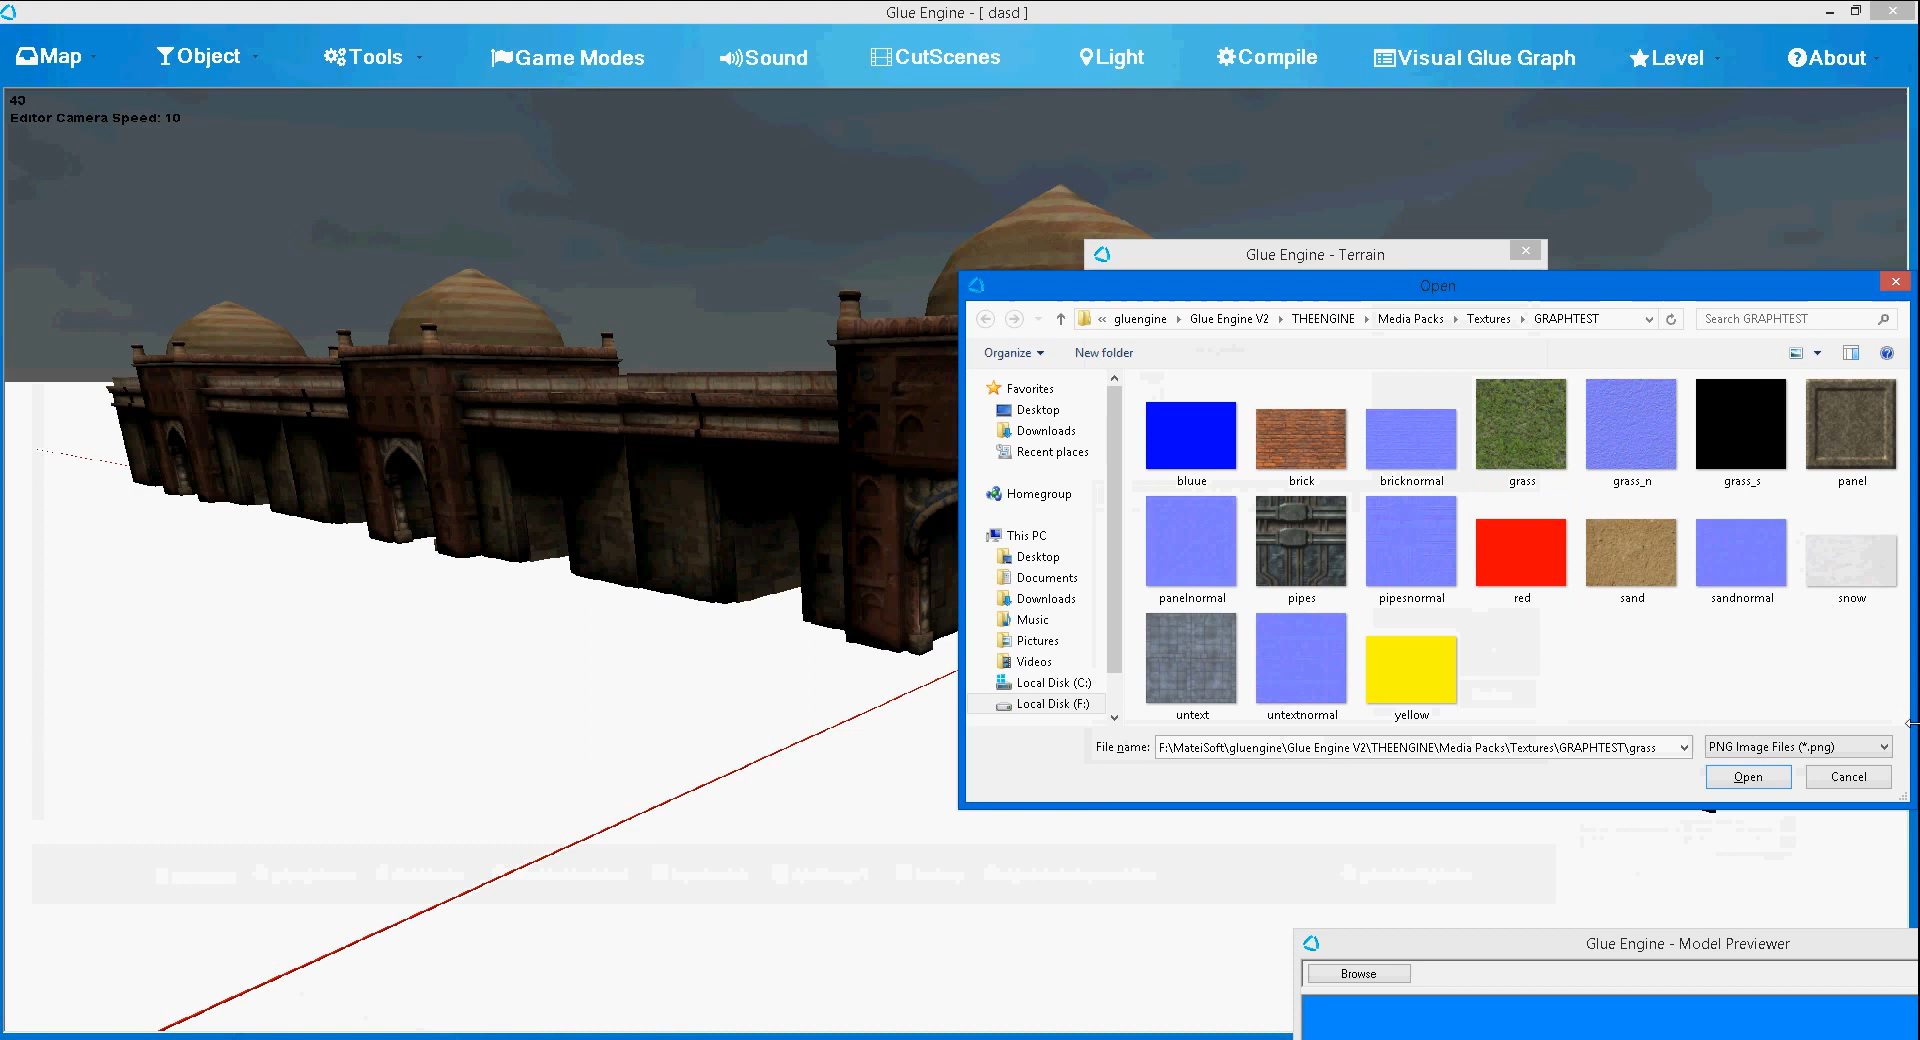 Glue Engine - [ dasd ]
Map Object Tools Game Modes Sound CutScenes Light Compile Visual Glue Graph Level About
Editor Camera Speed: 10
Glue Engine - Terrain
Open
« gluengine Glue Engine V2 THEENGINE Media Packs Textures GRAPHTEST
Search GRAPHTEST
Organize New folder
Favorites
Desktop
Downloads
Recent places
Homegroup
This PC
Desktop
Documents
Downloads
Music
Pictures
Videos
Local Disk (C:)
Local Disk (F:)
bluue brick bricknormal grass grass_n grass_s panel
panelnormal pipes pipesnormal red sand sandnormal snow
untext untextnormal yellow
File name: F:\MateiSoft\gluengine\Glue Engine V2\THEENGINE\Media Packs\Textures\GRAPHTEST\grass PNG Image Files (*.png)
Open Cancel
Glue Engine - Model Previewer
Browse